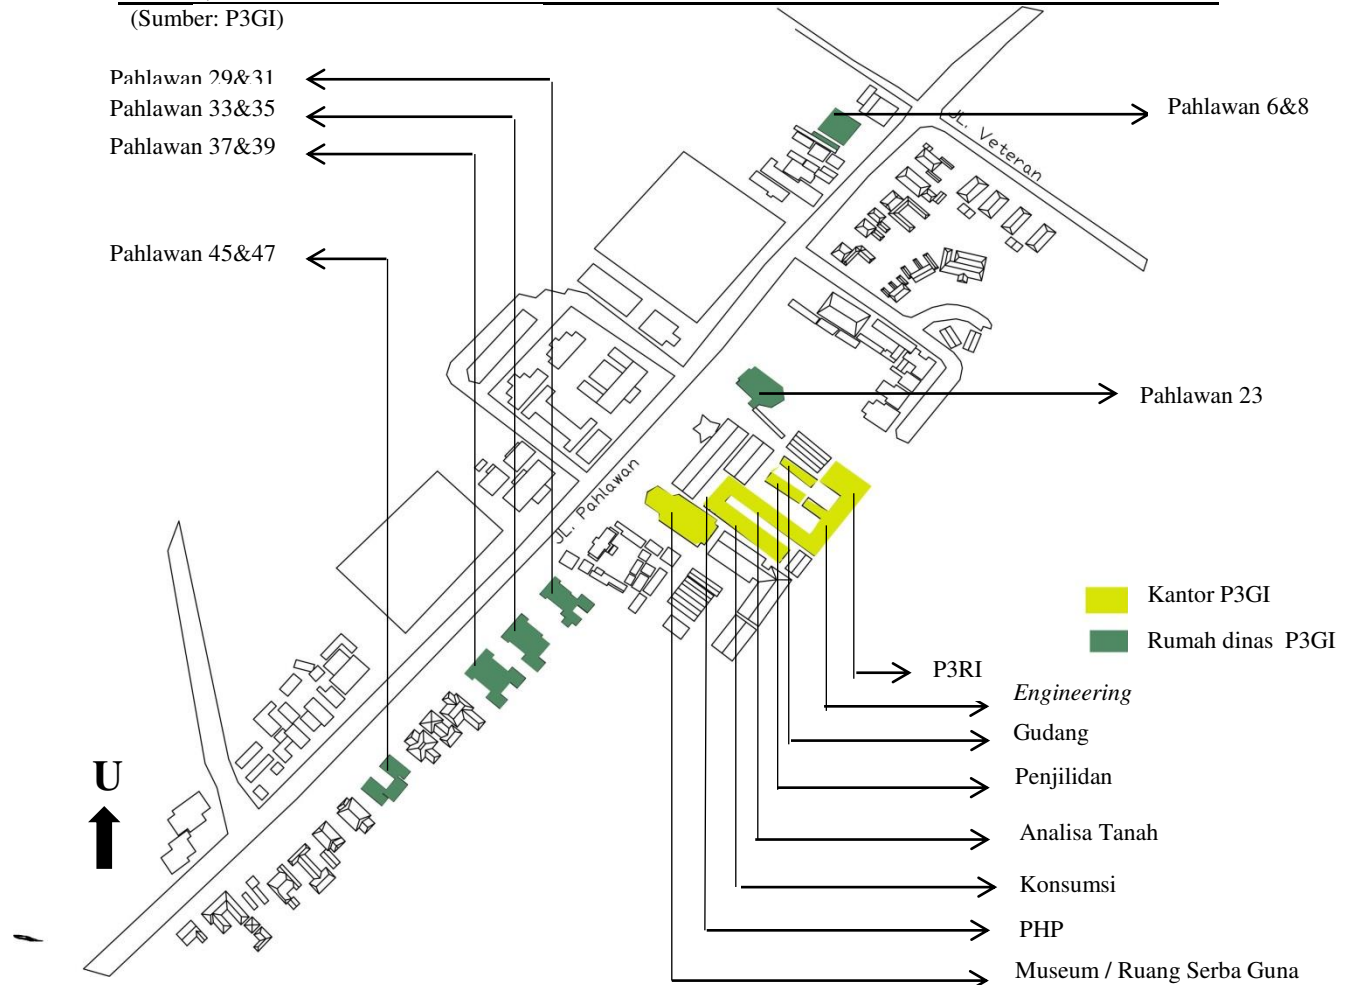 (Sumber: P3GI)
Pahlawan 29&31
Pahlawan 33&35
Pahlawan 37&39
Pahlawan 45&47
Pahlawan 6&8
JL. Veteran
Pahlawan 23
JL. Pahlawan
Kantor P3GI
Rumah dinas P3GI
P3RI
Engineering
Gudang
Penjilidan
Analisa Tanah
Konsumsi
PHP
Museum / Ruang Serba Guna
U